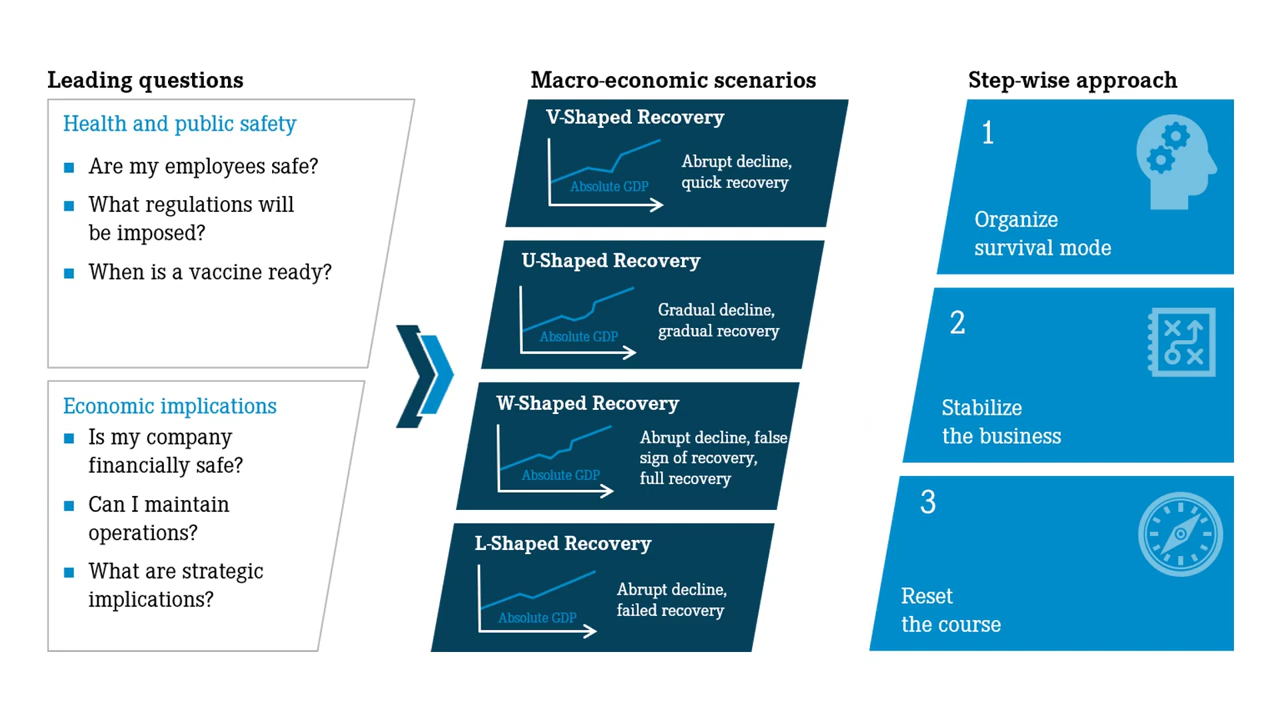 Leading questions
Health and public safety
Are my employees safe?
What regulations will
be imposed?
When is a vaccine ready?
Economic implications
Is my company
financially safe?
Can I maintain
operations?
What are strategic
implications?
Macro-economic scenarios
V-Shaped Recovery
Absolute GDP
Abrupt decline,
quick recovery
U-Shaped Recovery
Absolute GDP
Gradual decline,
gradual recovery
W-Shaped Recovery
Absolute GDP
Abrupt decline, false
sign of recovery,
full recovery
L-Shaped Recovery
Absolute GDP
Abrupt decline,
failed recovery
Step-wise approach
1
Organize
survival mode
2
Stabilize
the business
3
Reset
the course